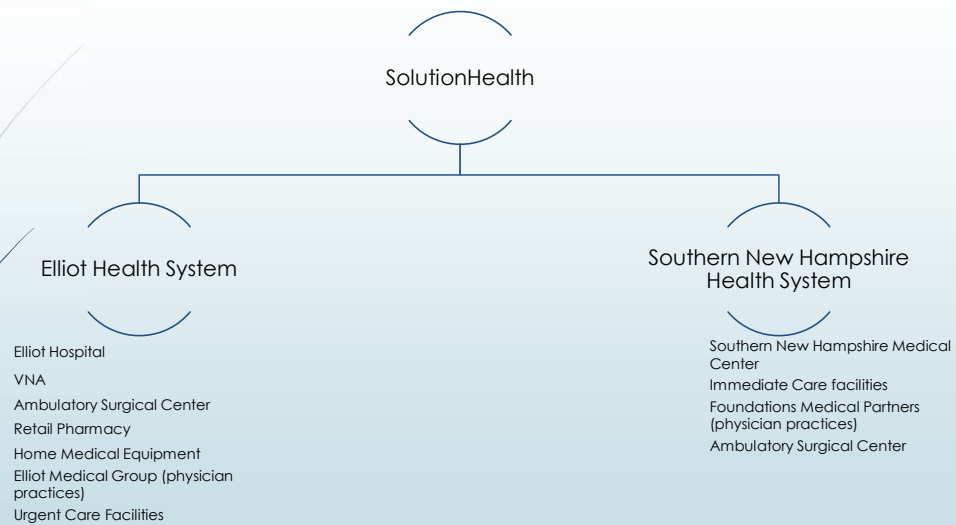 SolutionHealth
Elliot Health System
Elliot Hospital
VNA
Ambulatory Surgical Center
Retail Pharmacy
Home Medical Equipment
Elliot Medical Group (physician
practices)
Urgent Care Facilities
Southern New Hampshire
Health System
Southern New Hampshire Medical
Center
Immediate Care facilities
Foundations Medical Partners
(physician practices)
Ambulatory Surgical Center